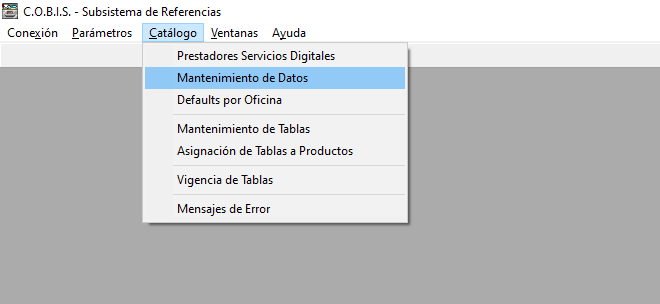 C.O.B.I.S. - Subsistema de Referencias
Conexión Parámetros Catálogo Ventanas Ayuda
Prestadores Servicios Digitales
Mantenimiento de Datos
Defaults por Oficina
Mantenimiento de Tablas
Asignación de Tablas a Productos
Vigencia de Tablas
Mensajes de Error